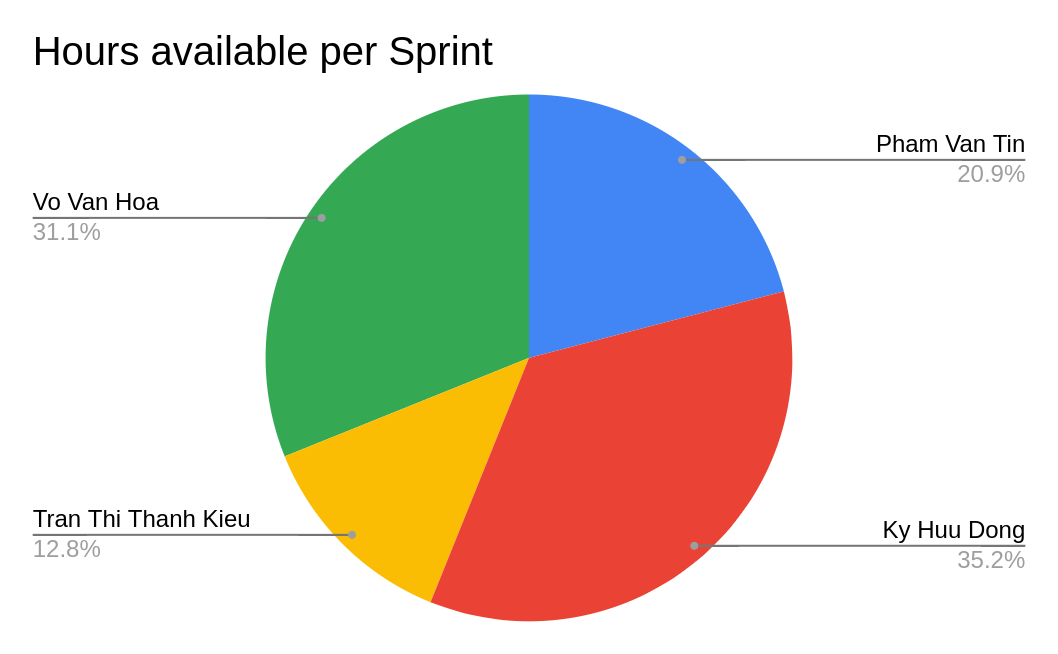 Hours available per Sprint
Pham Van Tin
20.9%
Vo Van Hoa
31.1%
Tran Thi Thanh Kieu
12.8%
Ky Huu Dong
35.2%